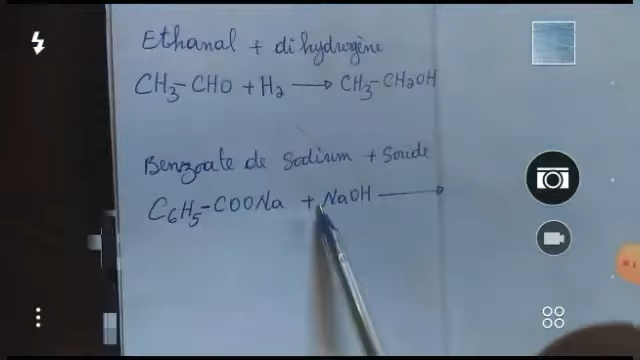 Ethanal + dihydrogène
CH3-CHO + H2 → CH3-CH2OH
Benzoate de Sodium + Soude
C6H5-COONa + NaOH →